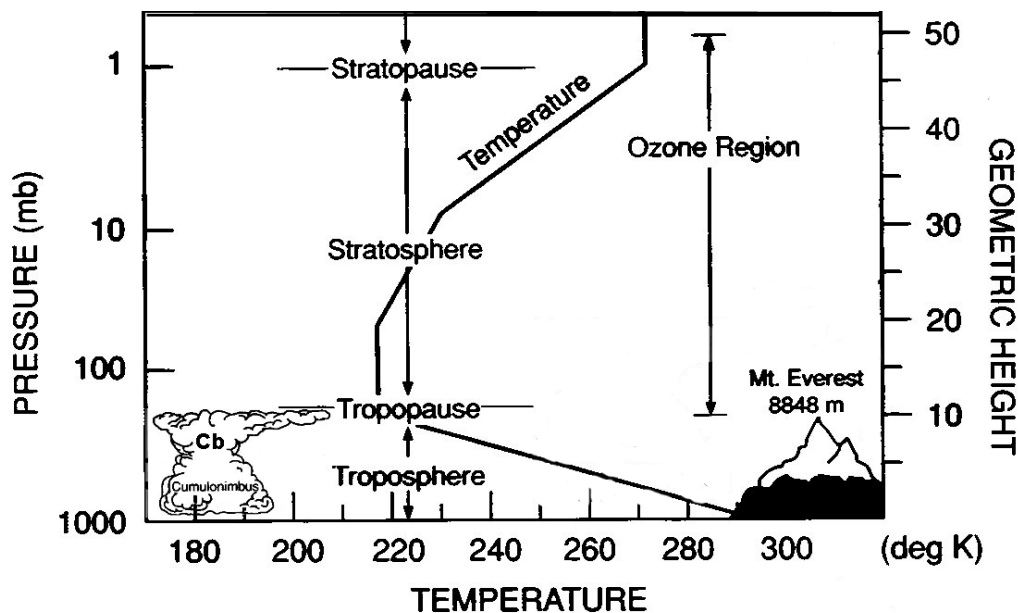 PRESSURE (mb)
1
10
100
1000
Stratopause
Stratosphere
Tropopause
Troposphere
Temperature
Ozone Region
Cb
Cumulonimbus
Mt. Everest
8848 m
50
40
30
20
10
GEOMETRIC HEIGHT
180 200 220 240 260 280 300 (deg K)
TEMPERATURE